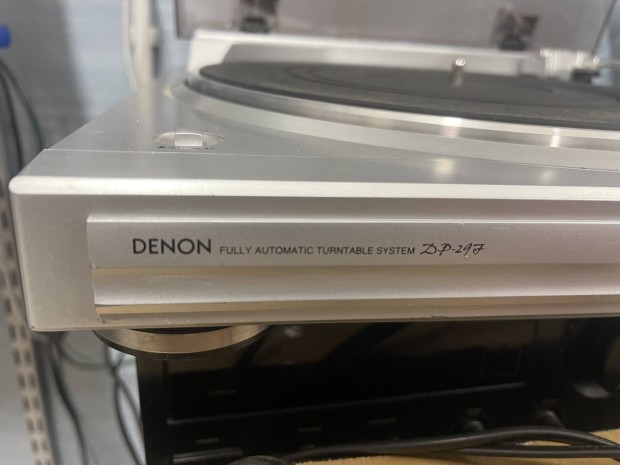 DENON FULLY AUTOMATIC TURNTABLE SYSTEM DP-29F